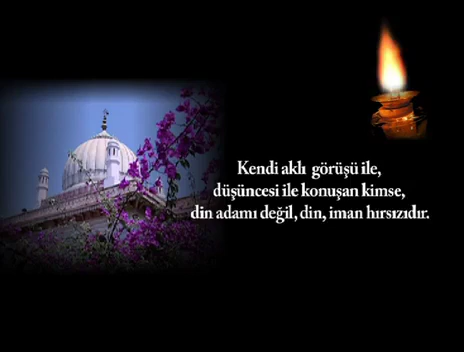 Kendi aklı görüşü ile,
düşüncesi ile konuşan kimse,
din adamı değil, din, iman hırsızıdır.